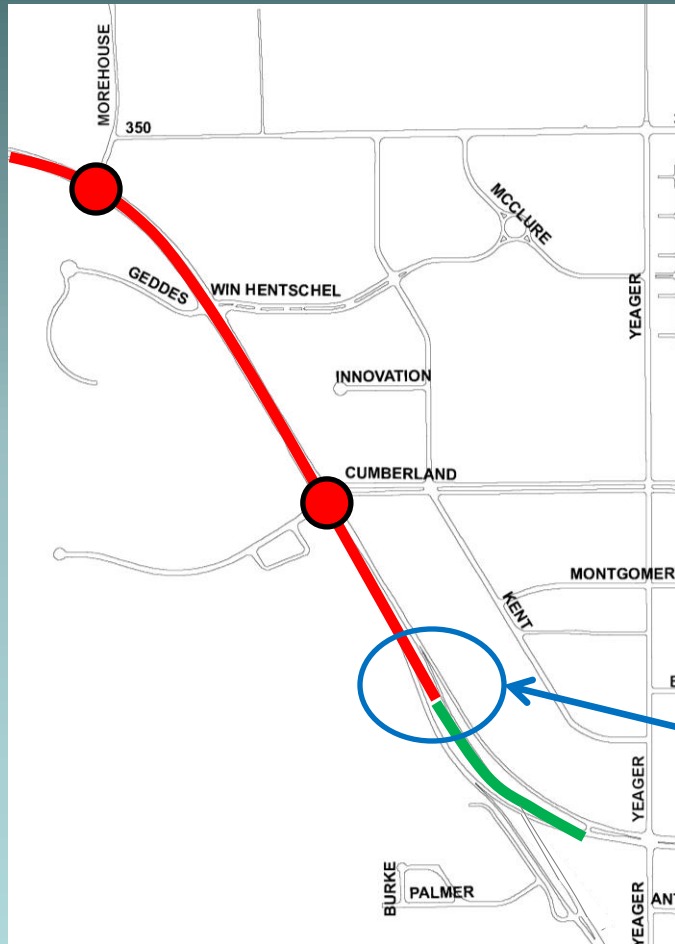 MOREHOUSE
350
MCCLURE
GEDDES
WIN HENTSCHEL
YEAGER
INNOVATION
CUMBERLAND
MONTGOMER
KENT
E
YEAGER
BURKE
PALMER
YEAGER
ANT